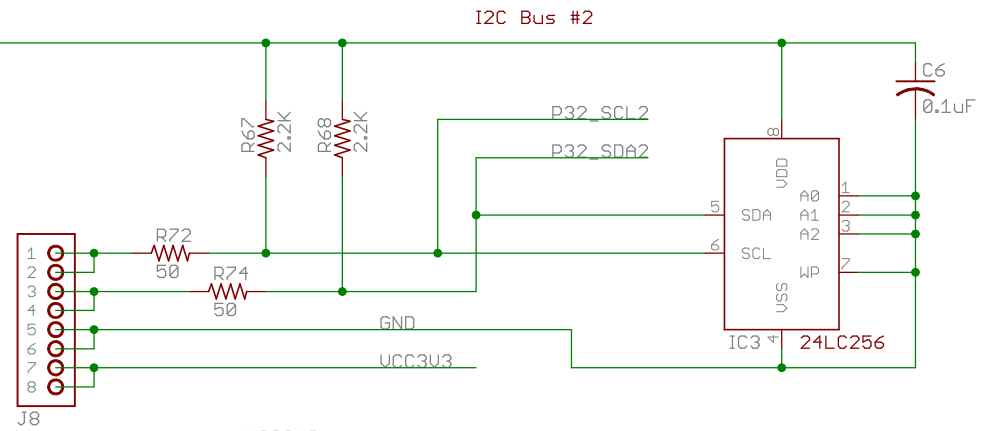 I2C Bus #2
C6
0.1uF
R67
2.2K
R68
2.2K
P32_SCL2
P32_SDA2
8
VDD
5
SDA
6
SCL
A0
1
A1
2
A2
3
WP
7
VSS
4
IC3
24LC256
R72
50
R74
50
1
2
3
4
5
6
7
8
GND
VCC3V3
J8